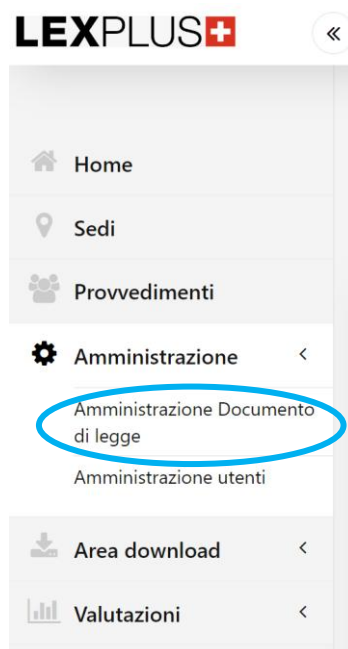 LEXPLUS
Home
Sedi
Provvedimenti
Amministrazione
Amministrazione Documento
di legge
Amministrazione utenti
Area download
Valutazioni